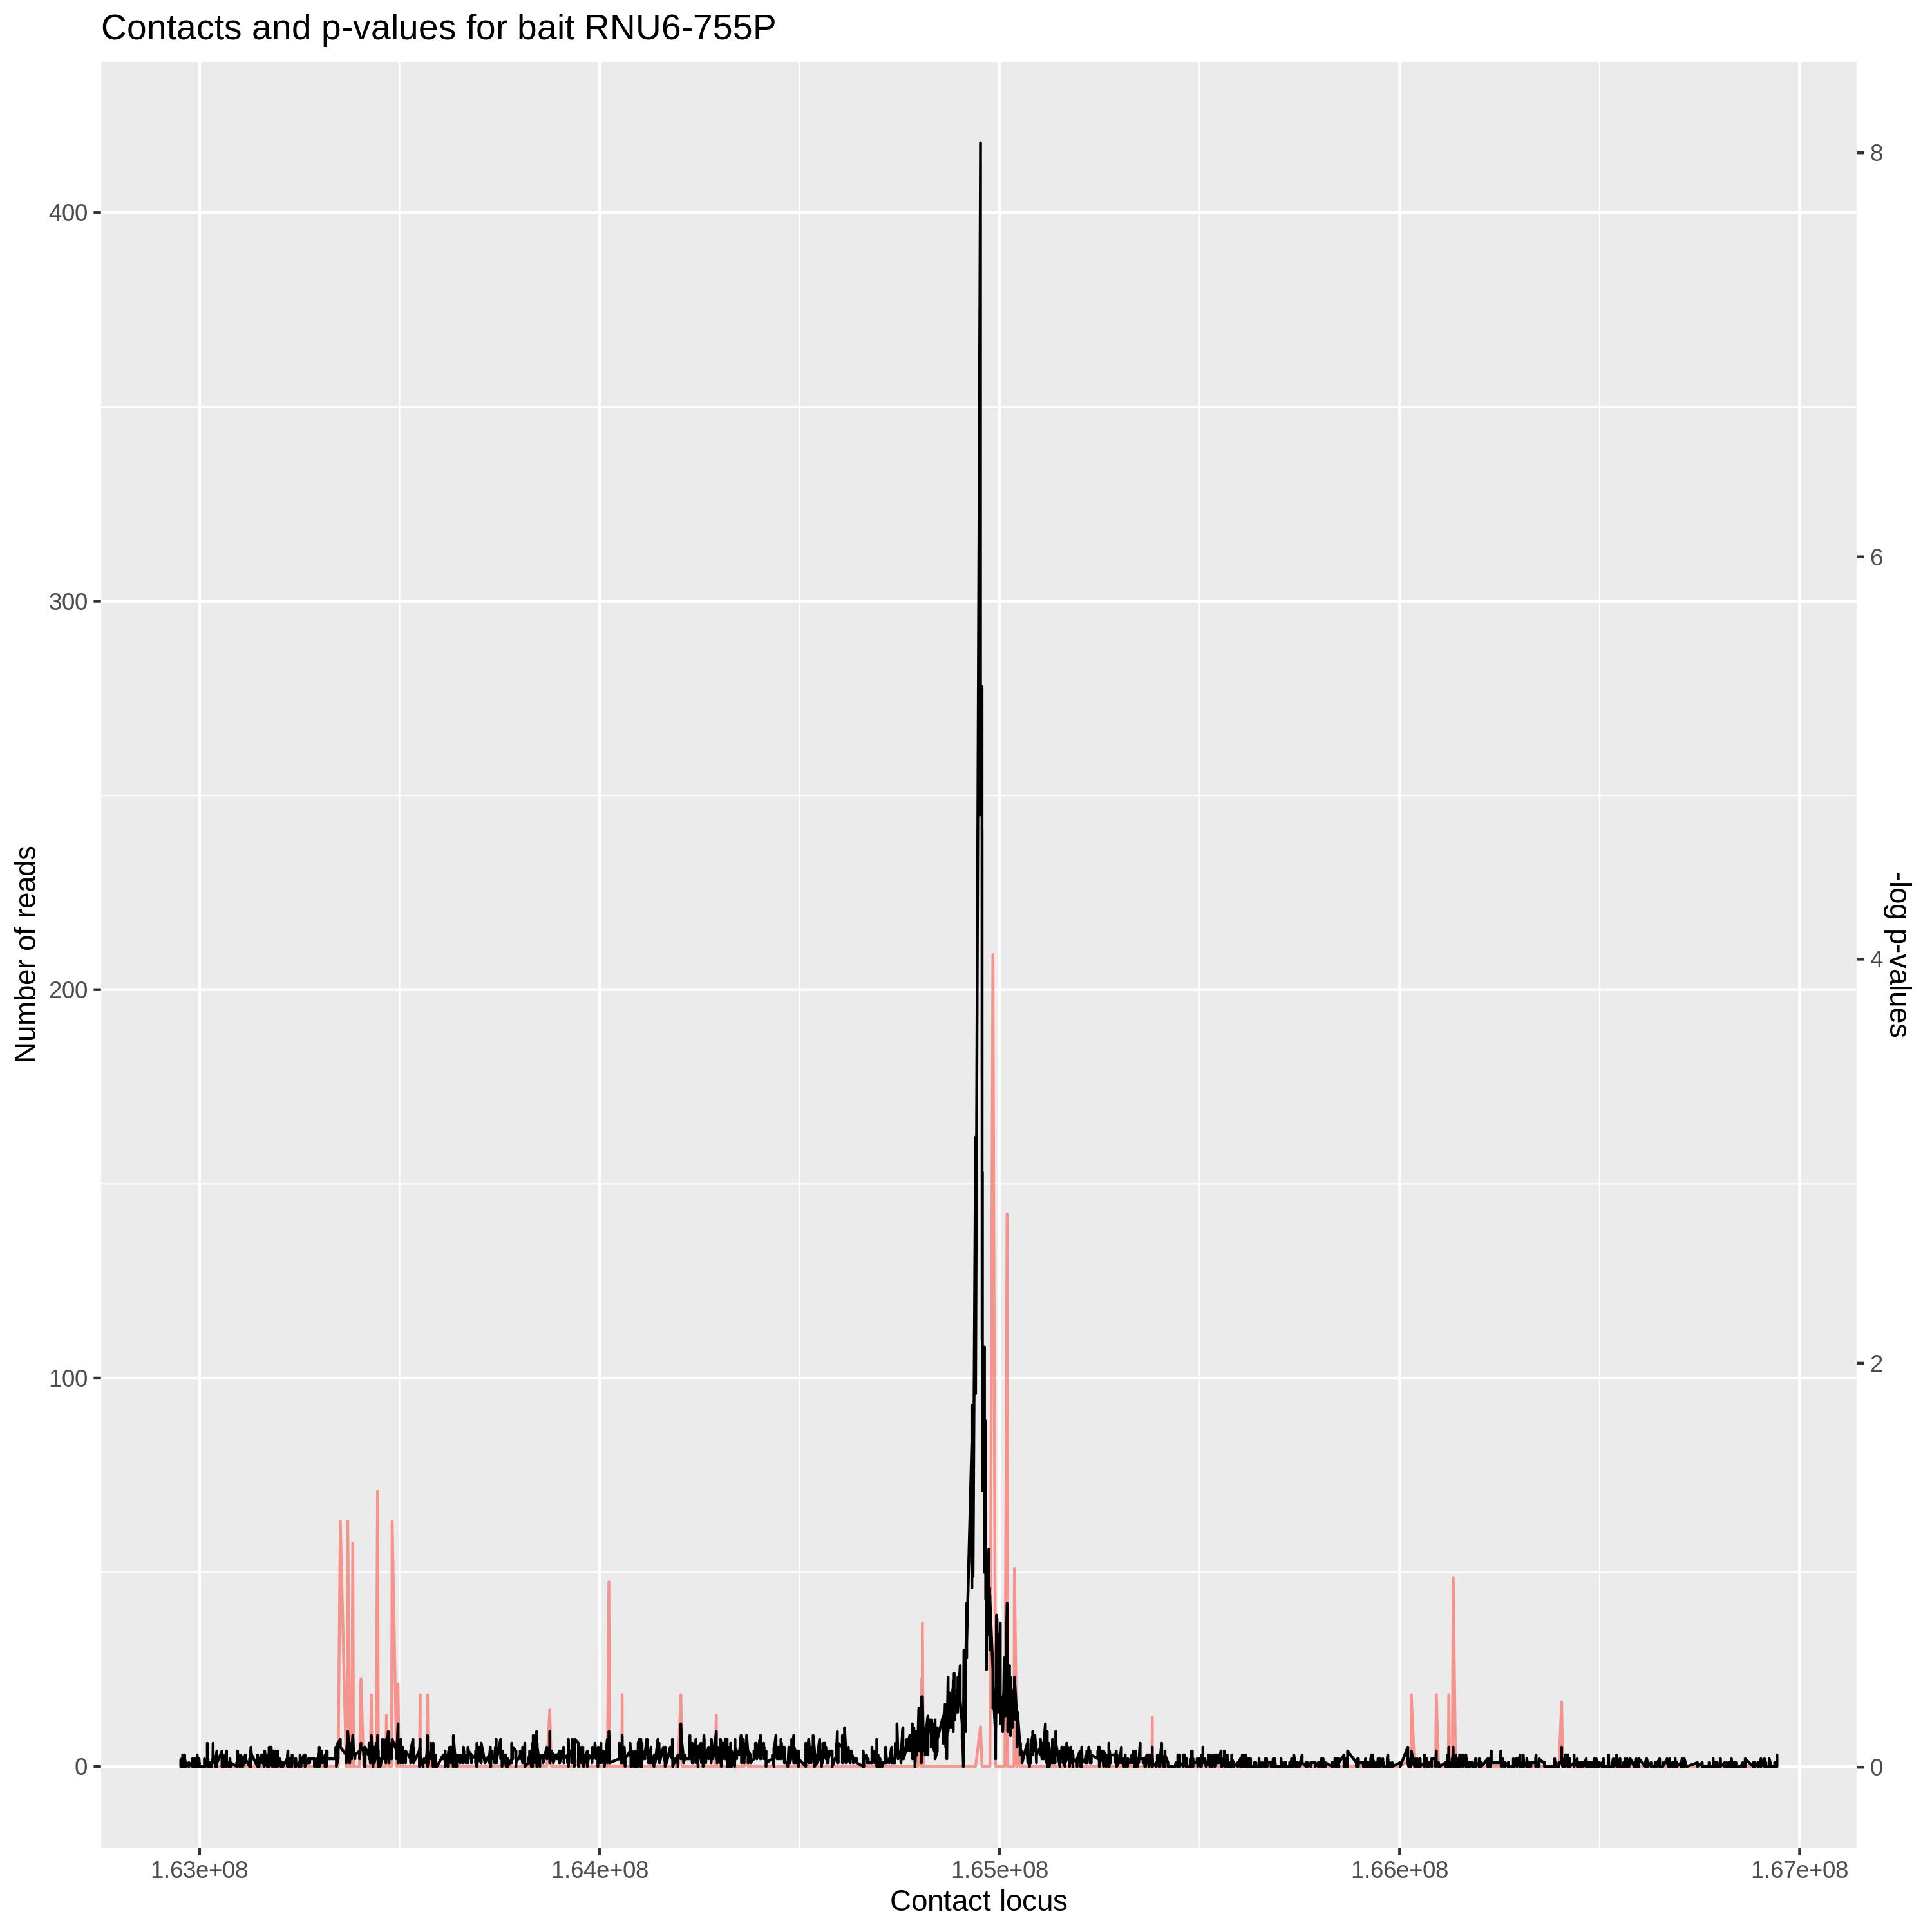 Contacts and p-values for bait RNU6-755P
Number of reads
400
300
200
100
0
8
6
4
2
0
-log p-values
1.63e+08
1.64e+08
1.65e+08
1.66e+08
1.67e+08
Contact locus